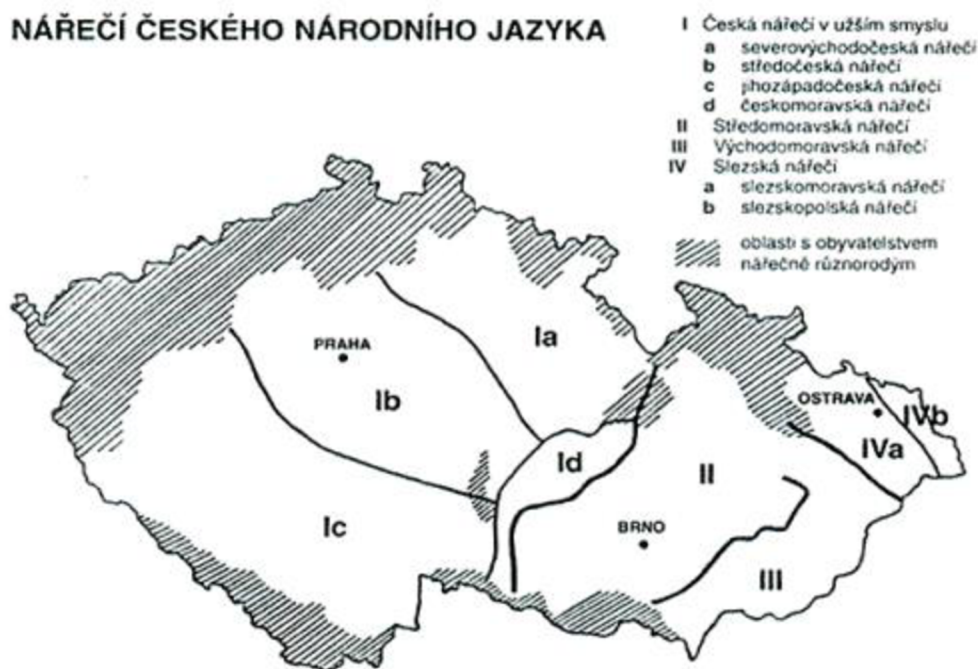 NÁŘEČÍ ČESKÉHO NÁRODNÍHO JAZYKA
I Česká nářečí v užším smyslu
a severovýchodočeská nářečí
b středočeská nářečí
c jihozápadočeská nářečí
d českomoravská nářečí
II Středomoravská nářečí
III Východomoravská nářečí
IV Slezská nářečí
a slezskomoravská nářečí
b slezskopolská nářečí
oblasti s obyvatelstvem
nářečně různorodým
Ia
PRAHA
Ib
OSTRAVA
IVb
IVa
Id
II
Ic
BRNO
III